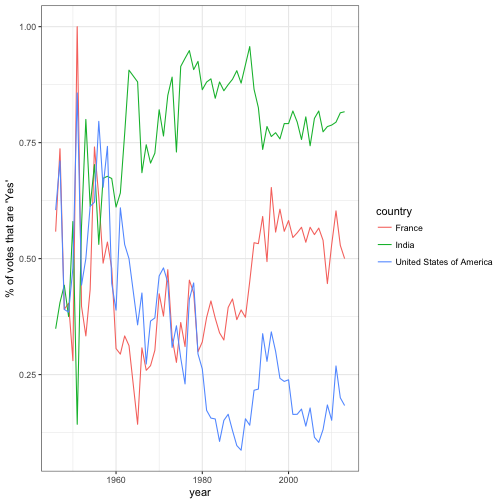 1.00
0.75
0.50
0.25
% of votes that are 'Yes'
1960
1980
2000
year
country
France
India
United States of America